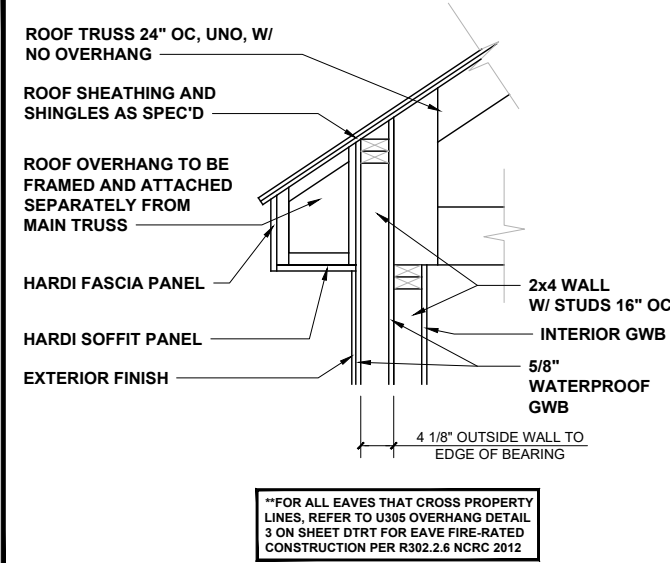 ROOF TRUSS 24" OC, UNO, W/
NO OVERHANG
ROOF SHEATHING AND
SHINGLES AS SPEC'D
ROOF OVERHANG TO BE
FRAMED AND ATTACHED
SEPARATELY FROM
MAIN TRUSS
HARDI FASCIA PANEL
HARDI SOFFIT PANEL
EXTERIOR FINISH
2x4 WALL
W/ STUDS 16" OC
INTERIOR GWB
5/8"
WATERPROOF
GWB
4 1/8" OUTSIDE WALL TO
EDGE OF BEARING
**FOR ALL EAVES THAT CROSS PROPERTY
LINES, REFER TO U305 OVERHANG DETAIL
3 ON SHEET DTRT FOR EAVE FIRE-RATED
CONSTRUCTION PER R302.2.6 NCRC 2012